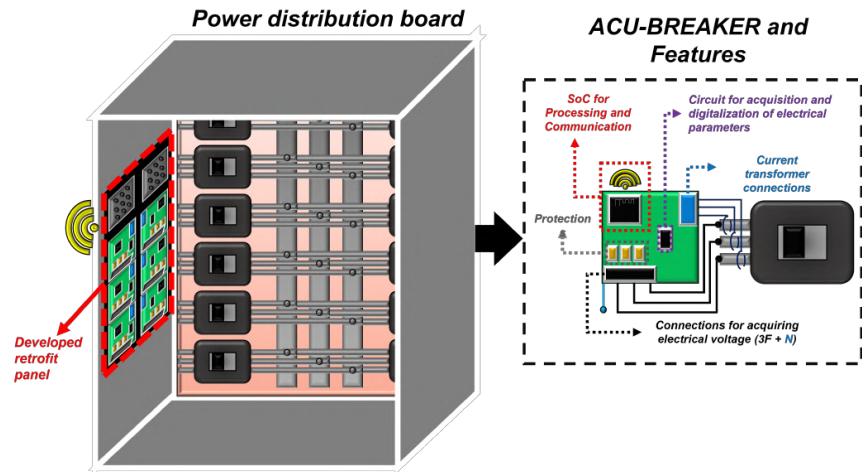 Power distribution board
ACU-BREAKER and
Features
SoC for
Processing and
Communication
Circuit for acquisition and
digitalization of electrical
parameters
Current
transformer
connections
Protection
Connections for acquiring
electrical voltage (3F + N)
Developed
retrofit
panel